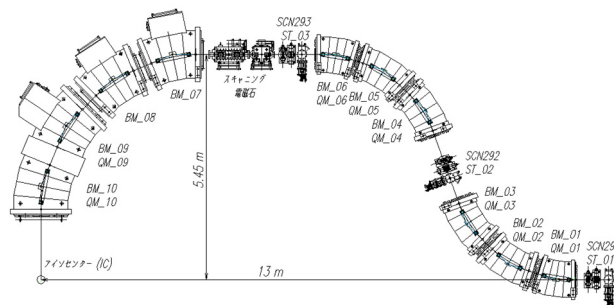 SCN293
ST_03
スキャニング
電磁石
BM_07
BM_08
BM_06
QM_06
BM_05
QM_05
BM_04
QM_04
BM_09
QM_09
BM_10
QM_10
SCN292
ST_02
5.45 m
BM_03
QM_03
BM_02
QM_02
BM_01
QM_01
SCN29
ST_01
アイソセンター (IC)
13 m